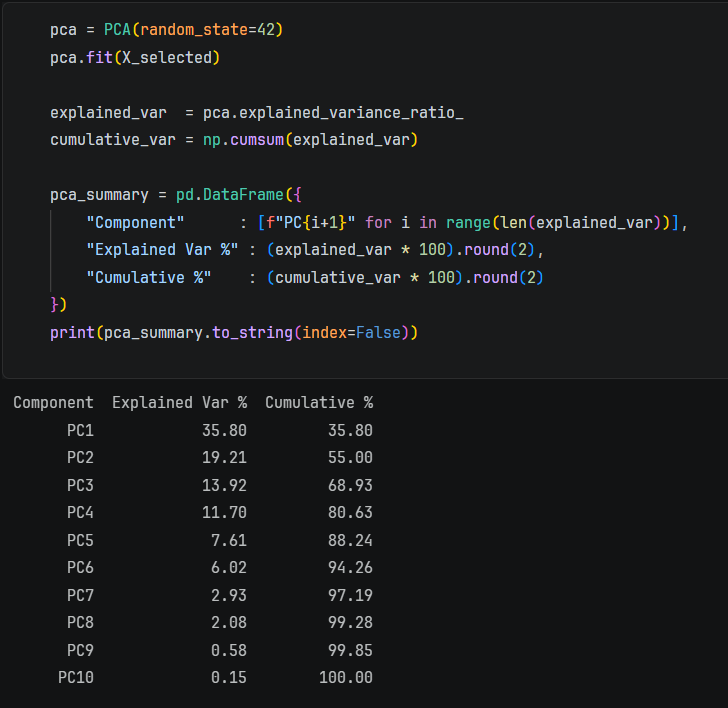 pca = PCA(random_state=42)
pca.fit(X_selected)
explained_var  = pca.explained_variance_ratio_
cumulative_var = np.cumsum(explained_var)
pca_summary = pd.DataFrame({
    "Component"      : [f"PC{i+1}" for i in range(len(explained_var))],
    "Explained Var %" : (explained_var * 100).round(2),
    "Cumulative %"    : (cumulative_var * 100).round(2)
})
print(pca_summary.to_string(index=False))
Component  Explained Var %  Cumulative %
      PC1            35.80         35.80
      PC2            19.21         55.00
      PC3            13.92         68.93
      PC4            11.70         80.63
      PC5             7.61         88.24
      PC6             6.02         94.26
      PC7             2.93         97.19
      PC8             2.08         99.28
      PC9             0.58         99.85
     PC10             0.15        100.00